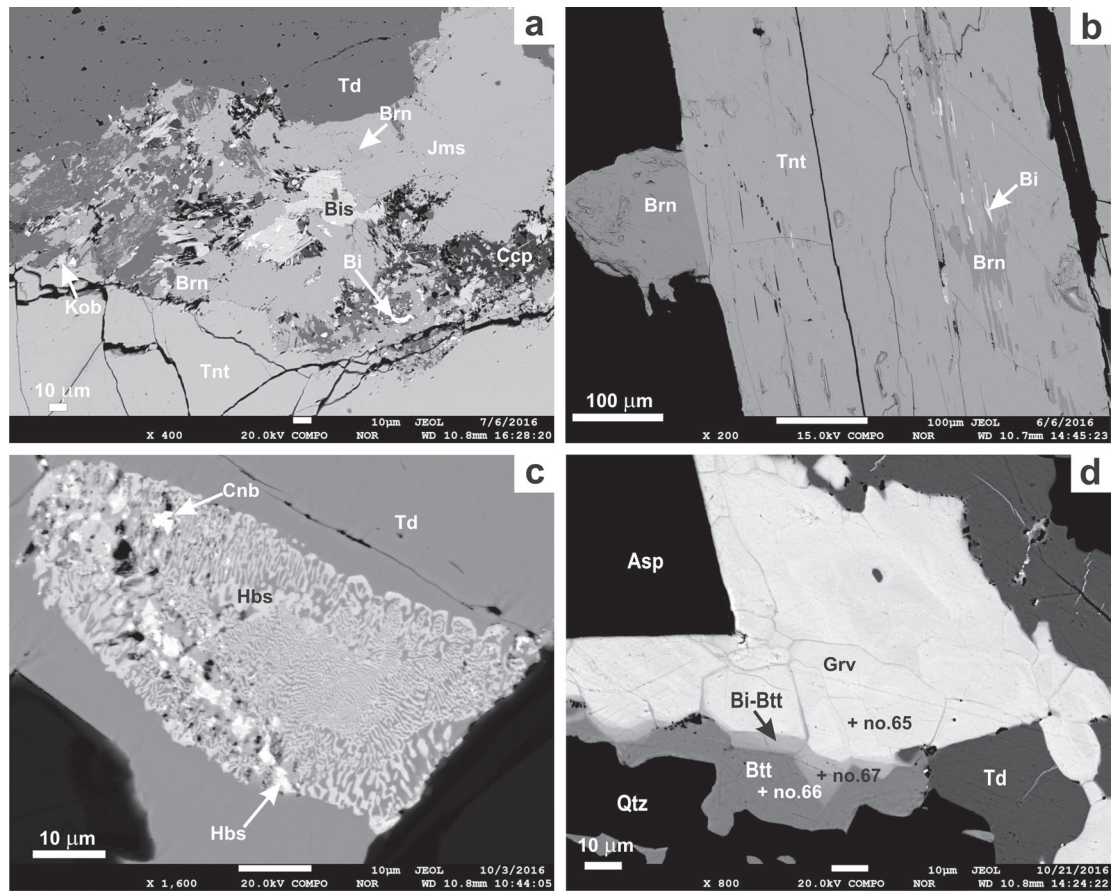 a
Td
Brn
Jms
Bis
Bi
Ccp
Kob
Brn
Tnt
10 μm
10μm JEOL 7/6/2016
X 400 20.0kV COMPO NOR WD 10.8mm 16:28:20
b
Tnt
Brn
Bi
Brn
100 μm
100μm JEOL 6/6/2016
X 200 15.0kV COMPO NOR WD 10.7mm 14:45:23
c
Cnb
Td
Hbs
Hbs
10 μm
10μm JEOL 10/3/2016
X 1,600 20.0kV COMPO NOR WD 10.8mm 10:44:05
d
Asp
Grv
Bi-Btt
+ no.65
Btt
+ no.67
+ no.66
Td
Qtz
10 μm
10μm JEOL 10/21/2016
X 800 20.0kV COMPO NOR WD 10.8mm 14:24:22